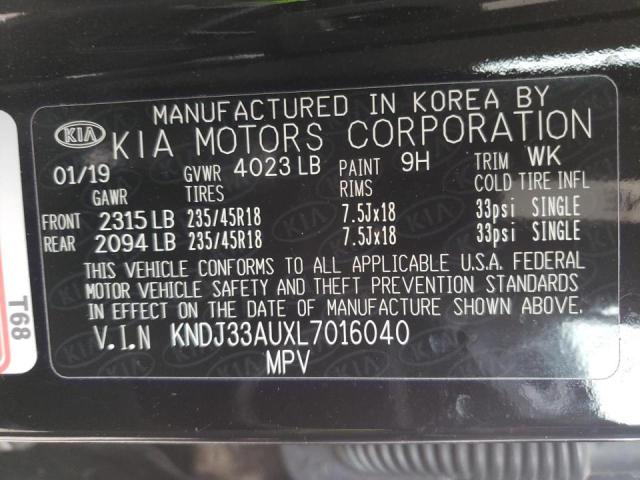 MANUFACTURED IN KOREA BY
KIA KIA MOTORS CORPORATION
01/19 GVWR 4023 LB PAINT 9H TRIM WK
GAWR TIRES RIMS COLD TIRE INFL
FRONT 2315 LB 235/45R18 7.5Jx18 33psi SINGLE
REAR 2094 LB 235/45R18 7.5Jx18 33psi SINGLE
THIS VEHICLE CONFORMS TO ALL APPLICABLE U.S.A. FEDERAL
MOTOR VEHICLE SAFETY AND THEFT PREVENTION STANDARDS
IN EFFECT ON THE DATE OF MANUFACTURE SHOWN ABOVE.
V.I.N KNDJ33AUXL7016040
MPV
T68